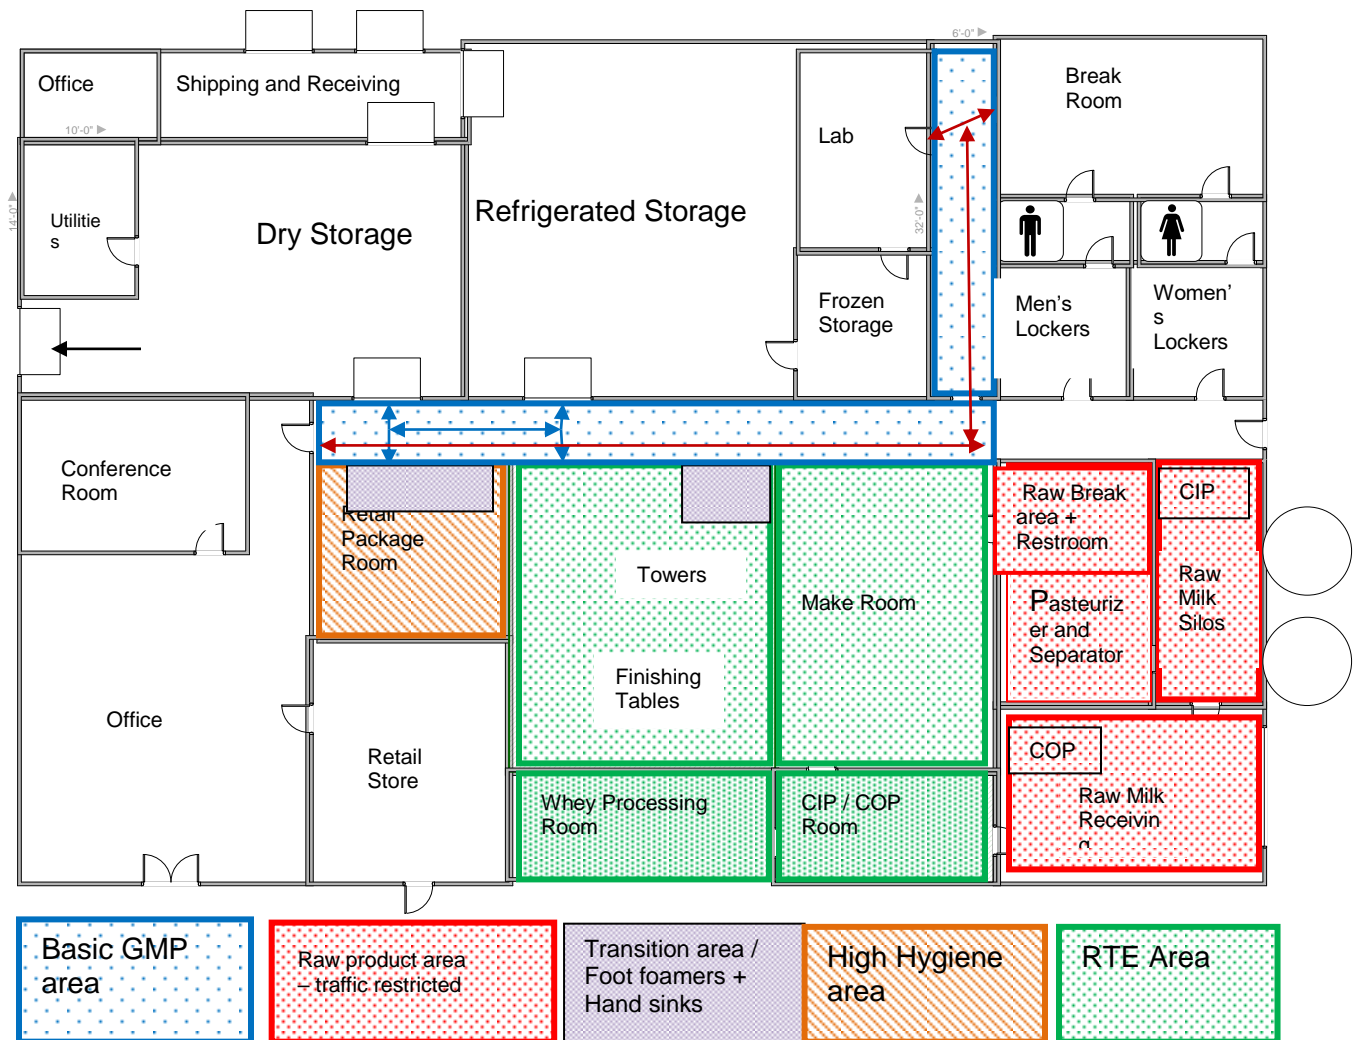 6'-0"
Office
Shipping and Receiving
Break
Room
10'-0"
Lab
Utilitie
s
14'-0"
Dry Storage
Refrigerated Storage
32'-0"
Frozen
Storage
Men's
Lockers
Women'
s
Lockers
Conference
Room
Retail
Package
Room
Raw Break
area +
Restroom
CIP
Towers
Make Room
Raw
Milk
Silos
Pasteuriz
er and
Separator
Finishing
Tables
Office
Retail
Store
COP
Whey Processing
Room
CIP / COP
Room
Raw Milk
Receivin
g
Basic GMP
area
Raw product area
– traffic restricted
Transition area /
Foot foamers +
Hand sinks
High Hygiene
area
RTE Area